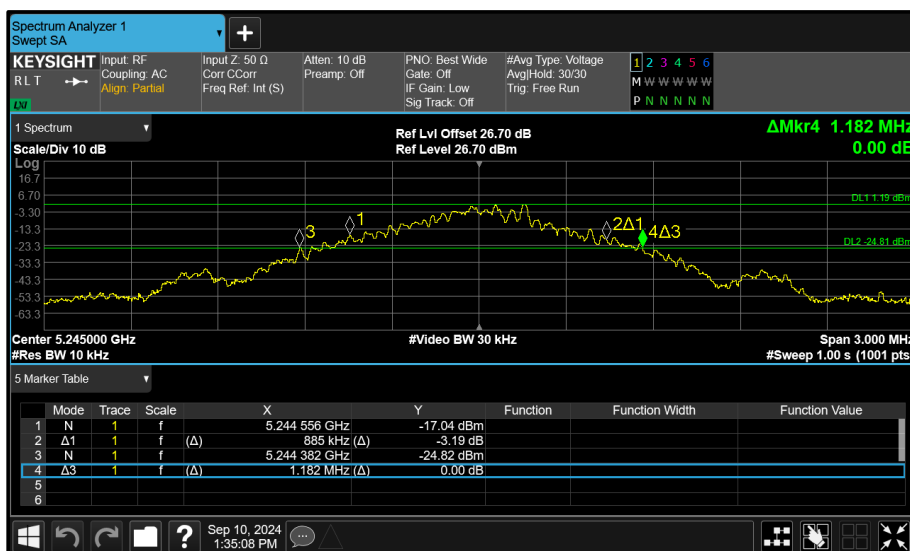 Spectrum Analyzer 1
Swept SA
KEYSIGHT
R L T
LXI
Input: RF
Coupling: AC
Align: Partial
Input Z: 50 Ω
Corr CCorr
Freq Ref: Int (S)
Atten: 10 dB
Preamp: Off
PNO: Best Wide
Gate: Off
IF Gain: Low
Sig Track: Off
#Avg Type: Voltage
Avg|Hold: 30/30
Trig: Free Run
1 2 3 4 5 6
M W W W W W
P N N N N N
1 Spectrum
Scale/Div 10 dB
Ref Lvl Offset 26.70 dB
Ref Level 26.70 dBm
ΔMkr4 1.182 MHz
0.00 dB
Log
16.7
6.70
-3.30
-13.3
-23.3
-33.3
-43.3
-53.3
-63.3
DL1 1.19 dBm
1
3
2Δ1
4Δ3
DL2 -24.81 dBm
Center 5.245000 GHz
#Res BW 10 kHz
#Video BW 30 kHz
Span 3.000 MHz
#Sweep 1.00 s (1001 pts
5 Marker Table
Mode Trace Scale X Y Function Function Width Function Value
1 N 1 f 5.244 556 GHz -17.04 dBm
2 Δ1 1 f (Δ) 885 kHz (Δ) -3.19 dB
3 N 1 f 5.244 382 GHz -24.82 dBm
4 Δ3 1 f (Δ) 1.182 MHz (Δ) 0.00 dB
5
6
?
Sep 10, 2024
1:35:08 PM